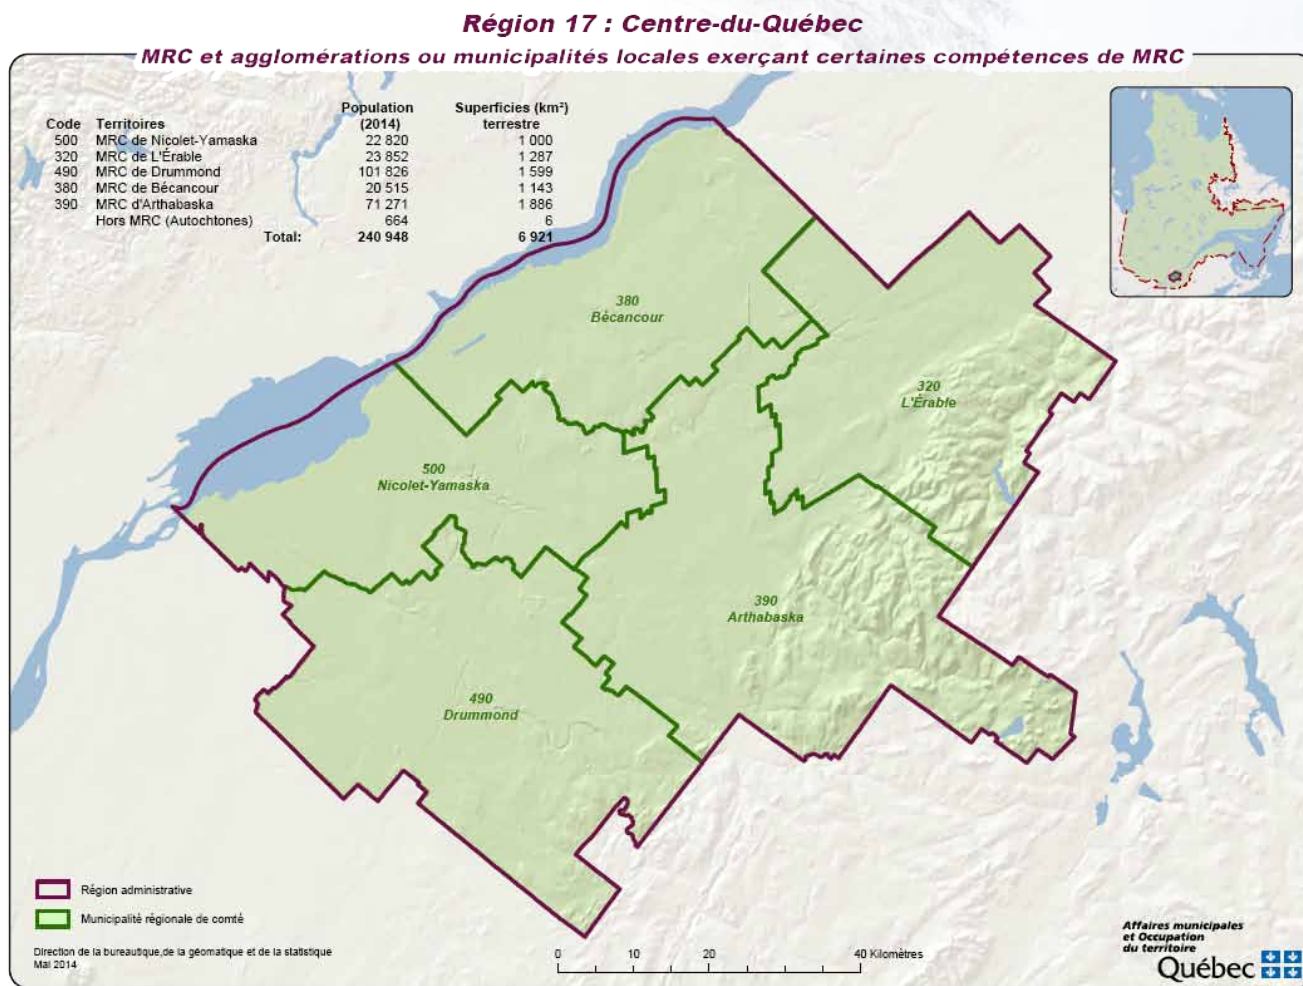 Région 17 : Centre-du-Québec
MRC et agglomérations ou municipalités locales exerçant certaines compétences de MRC
Population Superficies (km²)
Code Territoires (2014) terrestre
500 MRC de Nicolet-Yamaska 22 820 1 000
320 MRC de L'Érable 23 852 1 287
490 MRC de Drummond 101 826 1 599
380 MRC de Bécancour 20 515 1 143
390 MRC d'Arthabaska 71 271 1 886
Hors MRC (Autochtones) 664 6
Total: 240 948 6 921
380
Bécancour
320
L'Érable
500
Nicolet-Yamaska
390
Arthabaska
490
Drummond
Région administrative
Municipalité régionale de comté
Direction de la bureautique,de la géomatique et de la statistique
Mai 2014
0 10 20 40 Kilomètres
Affaires municipales
et Occupation
du territoire
Québec